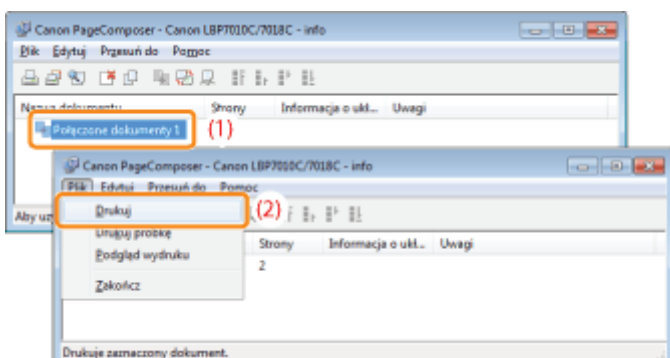 Canon PageComposer - Canon LBP7010C/7018C - info
Plik Edytuj Przesuń do Pomoc
Nazwa dokumentu Strony Informacja o ukł... Uwagi
Połączone dokumenty 1 (1)
Canon PageComposer - Canon LBP7010C/7018C - info
Plik Edytuj Przesuń do Pomoc
Aby uz
Drukuj (2)
Drukuj próbkę
Strony Informacja o ukł... Uwagi
Podgląd wydruku
2
Zakończ
Drukuje zaznaczony dokument.